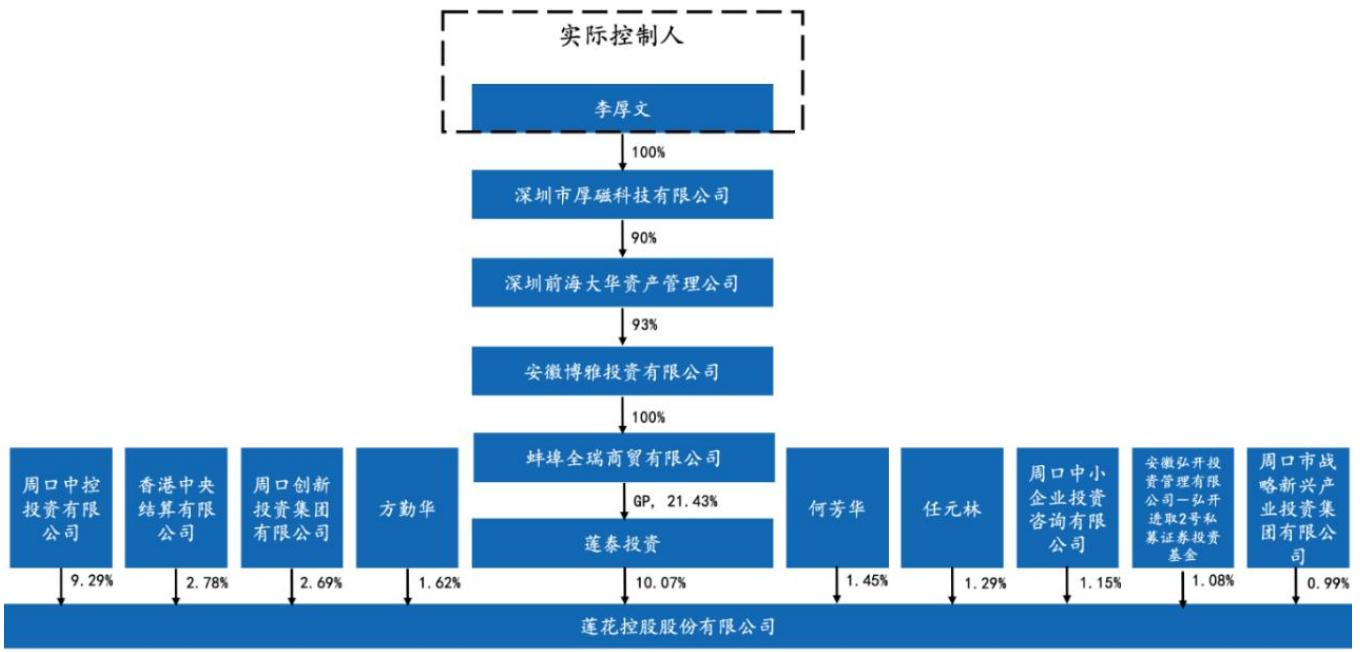 实际控制人
李厚文
100%
深圳市厚磁科技有限公司
90%
深圳前海大华资产管理公司
93%
安徽博雅投资有限公司
100%
蚌埠全瑞商贸有限公司
GP, 21.43%
莲泰投资
10.07%
周口中控
投资有限
公司
9.29%
香港中央
结算有限
公司
2.78%
周口创新
投资集团
有限公司
2.69%
方勤华
1.62%
何芳华
1.45%
任元林
1.29%
周口中小
企业投资
咨询有限
公司
1.15%
安徽弘开投
资管理有限
公司—弘开
进取2号私
募证券投资
基金
1.08%
周口市战
略新兴产
业投资集
团有限公
司
0.99%
莲花控股股份有限公司